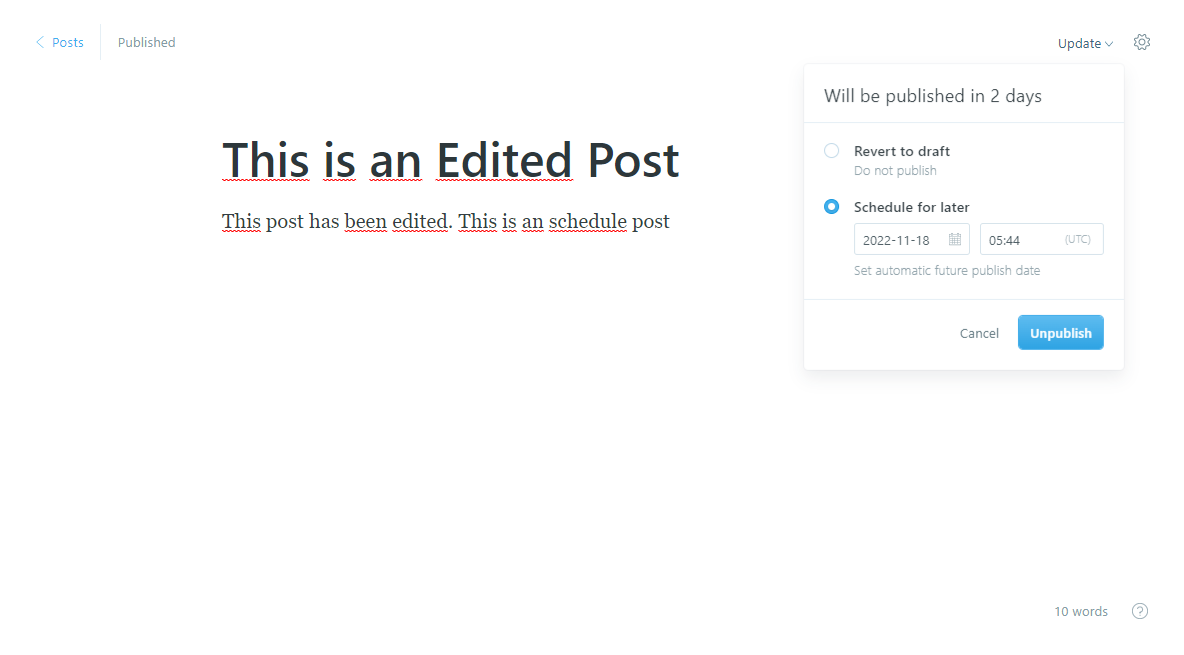 Posts
Published
Update
Will be published in 2 days
This is an Edited Post
Revert to draft
Do not publish
This post has been edited. This is an schedule post
Schedule for later
2022-11-18
05:44 (UTC)
Set automatic future publish date
Cancel
Unpublish
10 words
?